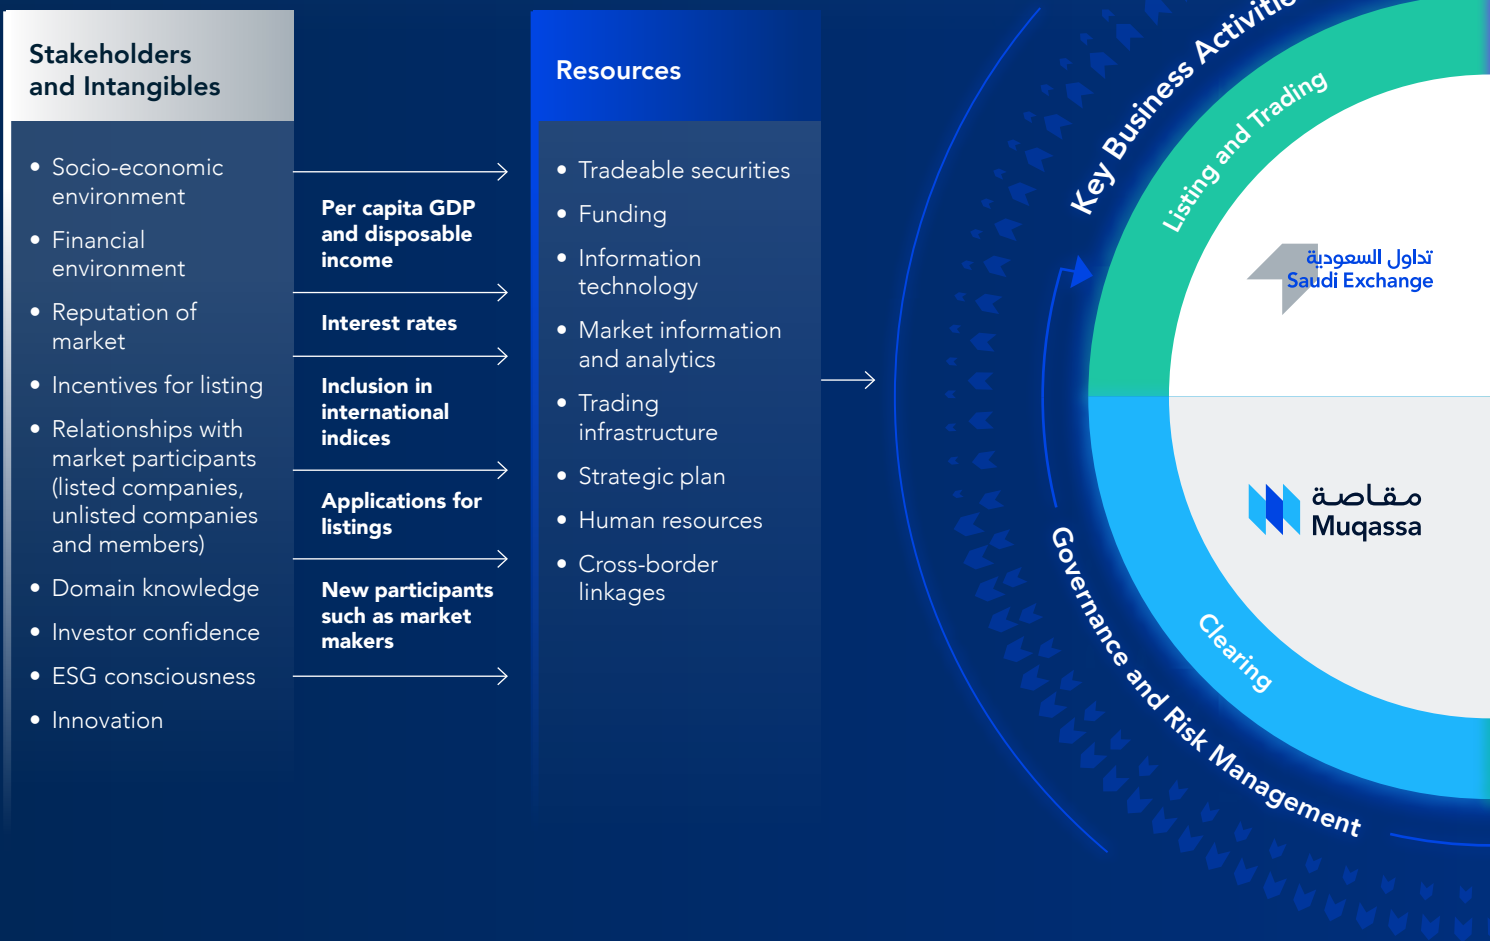 Stakeholders
and Intangibles
• Socio-economic
environment
• Financial
environment
• Reputation of
market
• Incentives for listing
• Relationships with
market participants
(listed companies,
unlisted companies
and members)
• Domain knowledge
• Investor confidence
• ESG consciousness
• Innovation
Per capita GDP
and disposable
income
Interest rates
Inclusion in
international
indices
Applications for
listings
New participants
such as market
makers
Resources
• Tradeable securities
• Funding
• Information
technology
• Market information
and analytics
• Trading
infrastructure
• Strategic plan
• Human resources
• Cross-border
linkages
Key Business Activitie
Listing and Trading
تداول السعودية
Saudi Exchange
مقاصة
Muqassa
Clearing
Governance and Risk Management